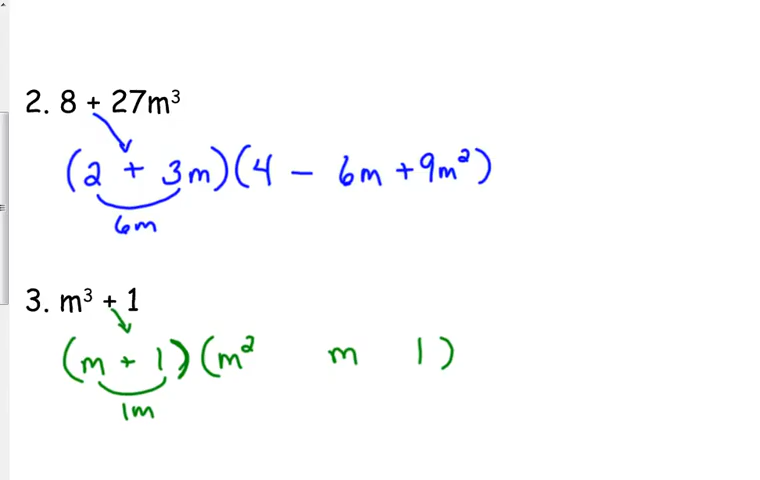 2. 8 + 27m³
(2 + 3m)(4 - 6m + 9m²)
6m
3. m³ + 1
(m + 1)(m² m 1)
1m